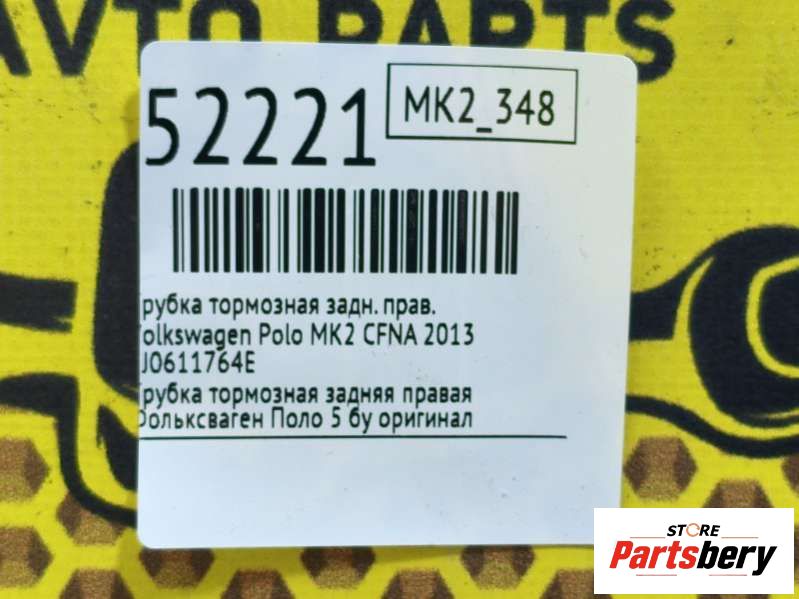 AVTO PARTS
52221
MK2_348
рубка тормозная задн. прав.
olkswagen Polo MK2 CFNA 2013
J0611764E
рубка тормозная задняя правая
Фольксваген Поло 5 бу оригинал
STORE
Partsbery